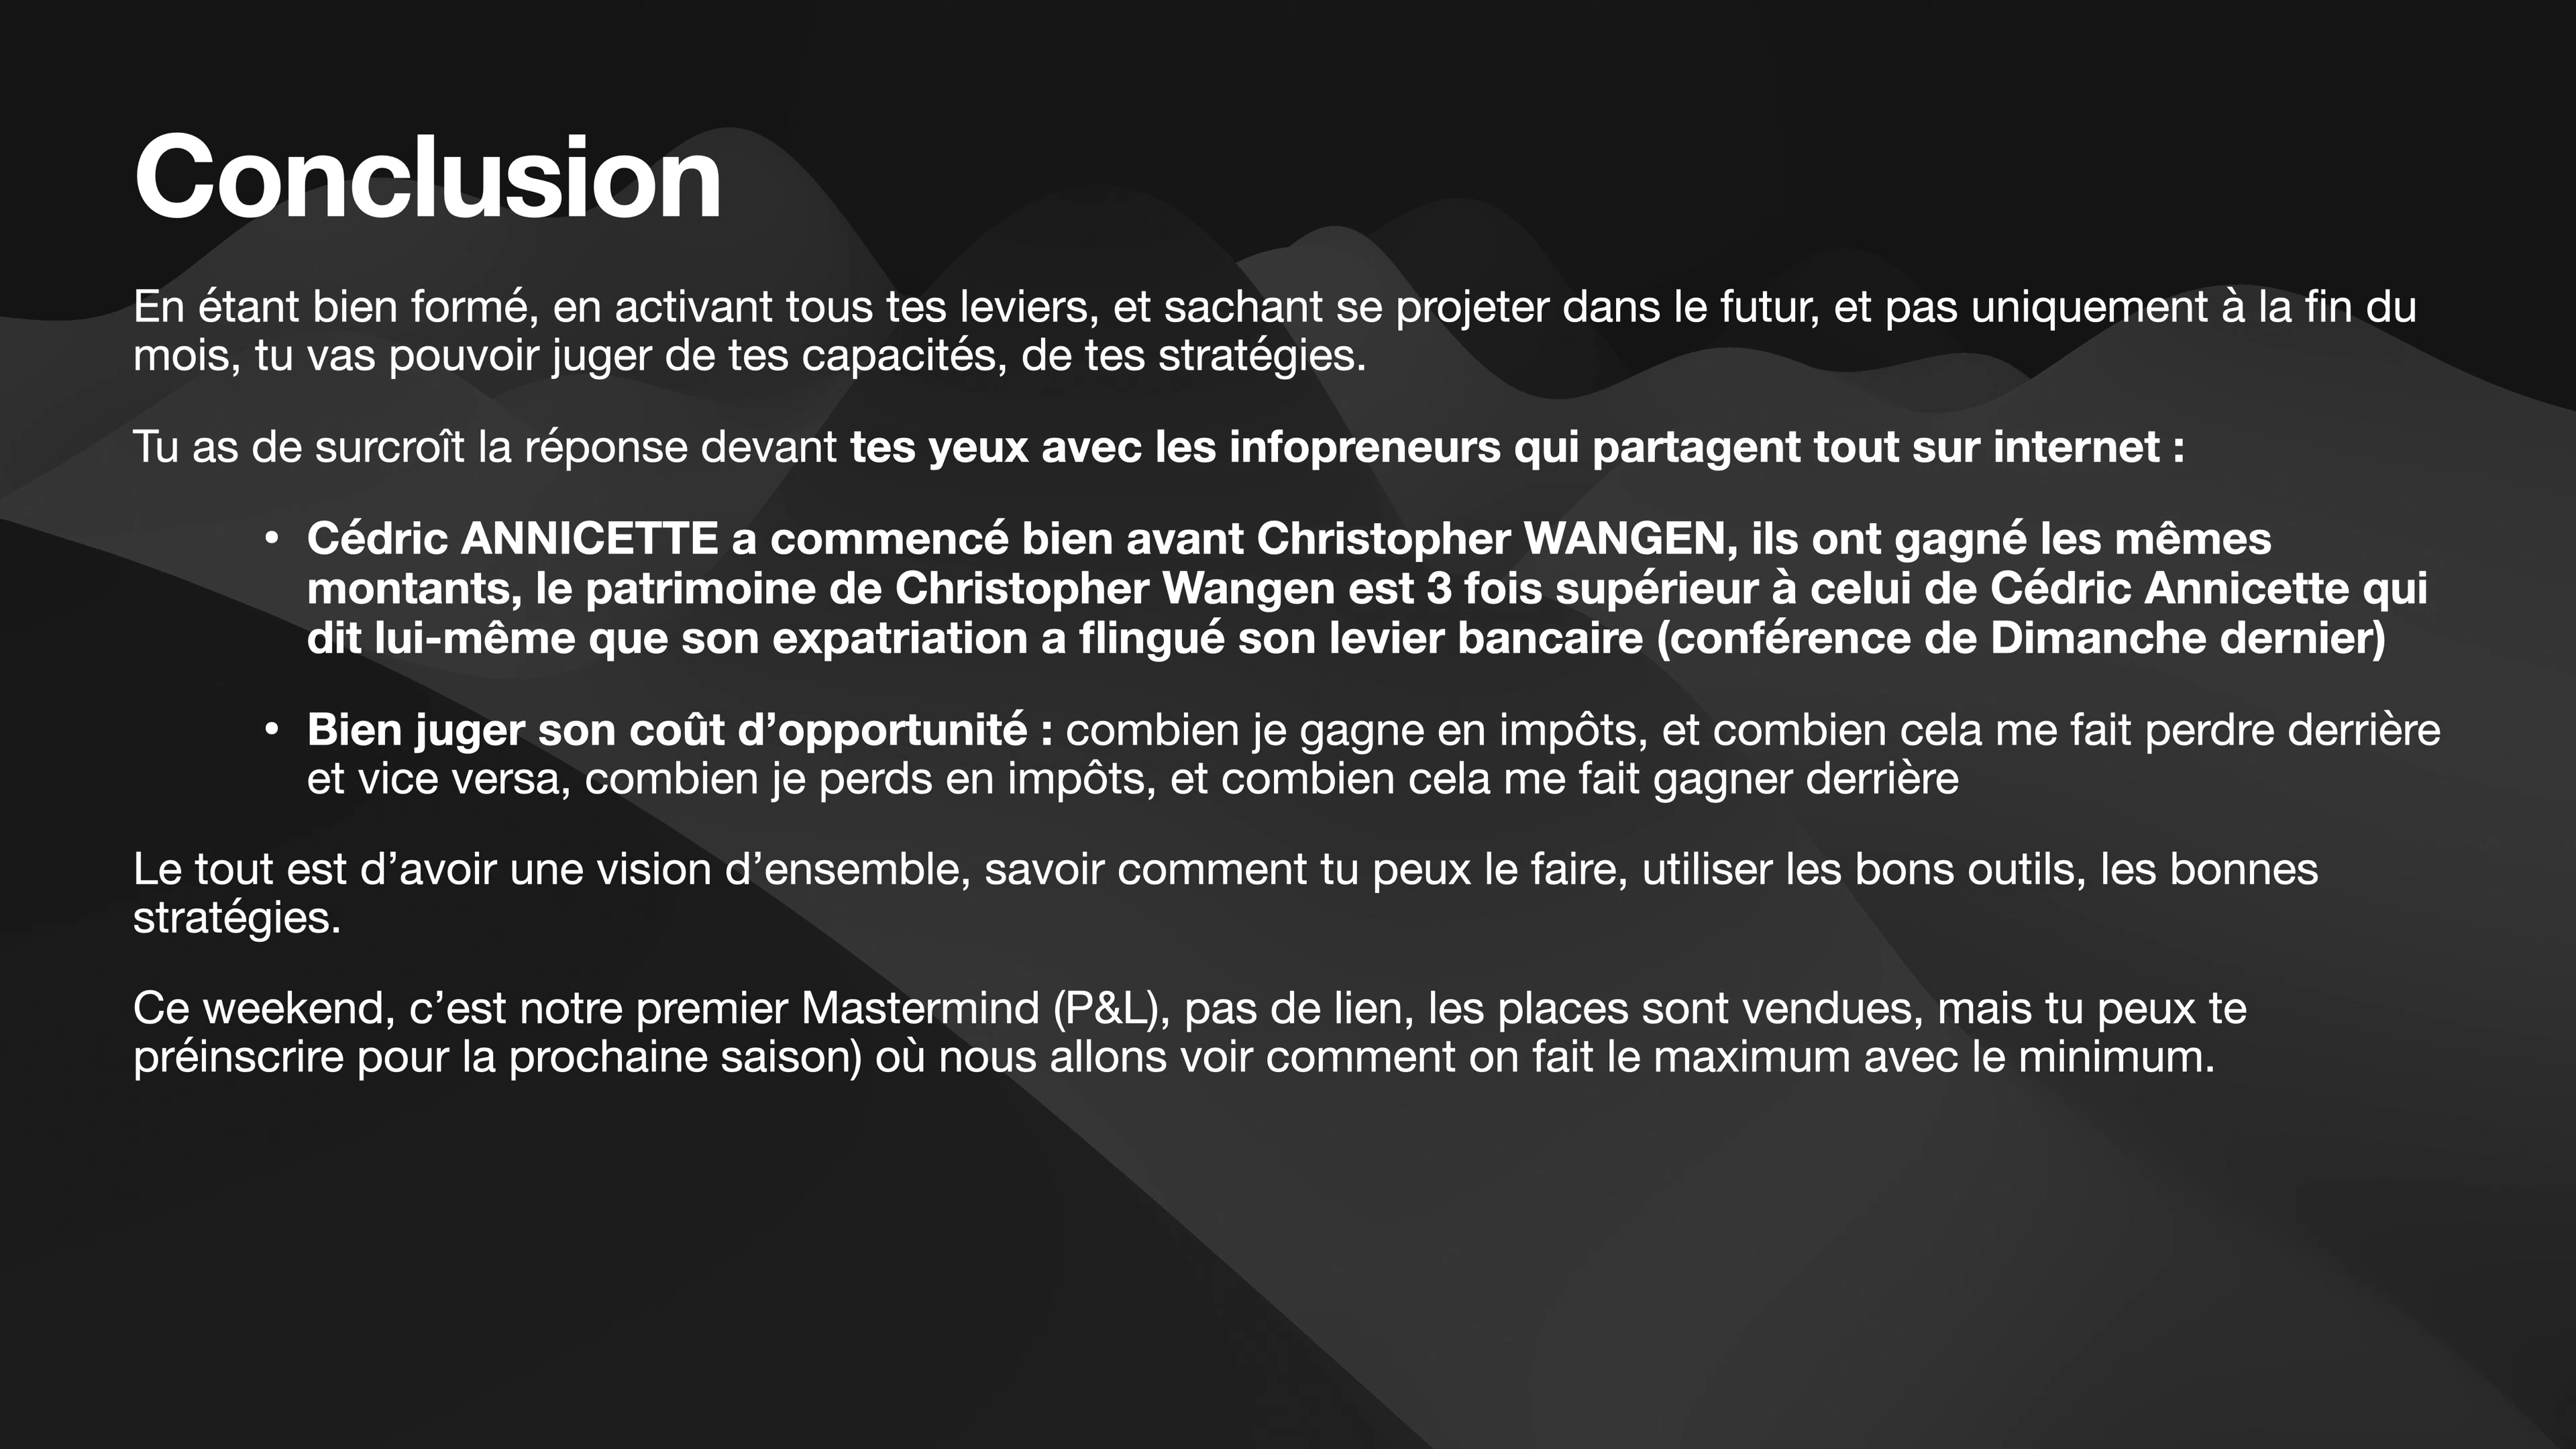 Conclusion
En étant bien formé, en activant tous tes leviers, et sachant se projeter dans le futur, et pas uniquement à la fin du
mois, tu vas pouvoir juger de tes capacités, de tes stratégies.
Tu as de surcroît la réponse devant tes yeux avec les infopreneurs qui partagent tout sur internet :
• Cédric ANNICETTE a commencé bien avant Christopher WANGEN, ils ont gagné les mêmes
montants, le patrimoine de Christopher Wangen est 3 fois supérieur à celui de Cédric Annicette qui
dit lui-même que son expatriation a flingué son levier bancaire (conférence de Dimanche dernier)
• Bien juger son coût d’opportunité : combien je gagne en impôts, et combien cela me fait perdre derrière
et vice versa, combien je perds en impôts, et combien cela me fait gagner derrière
Le tout est d’avoir une vision d’ensemble, savoir comment tu peux le faire, utiliser les bons outils, les bonnes
stratégies.
Ce weekend, c’est notre premier Mastermind (P&L), pas de lien, les places sont vendues, mais tu peux te
préinscrire pour la prochaine saison) où nous allons voir comment on fait le maximum avec le minimum.